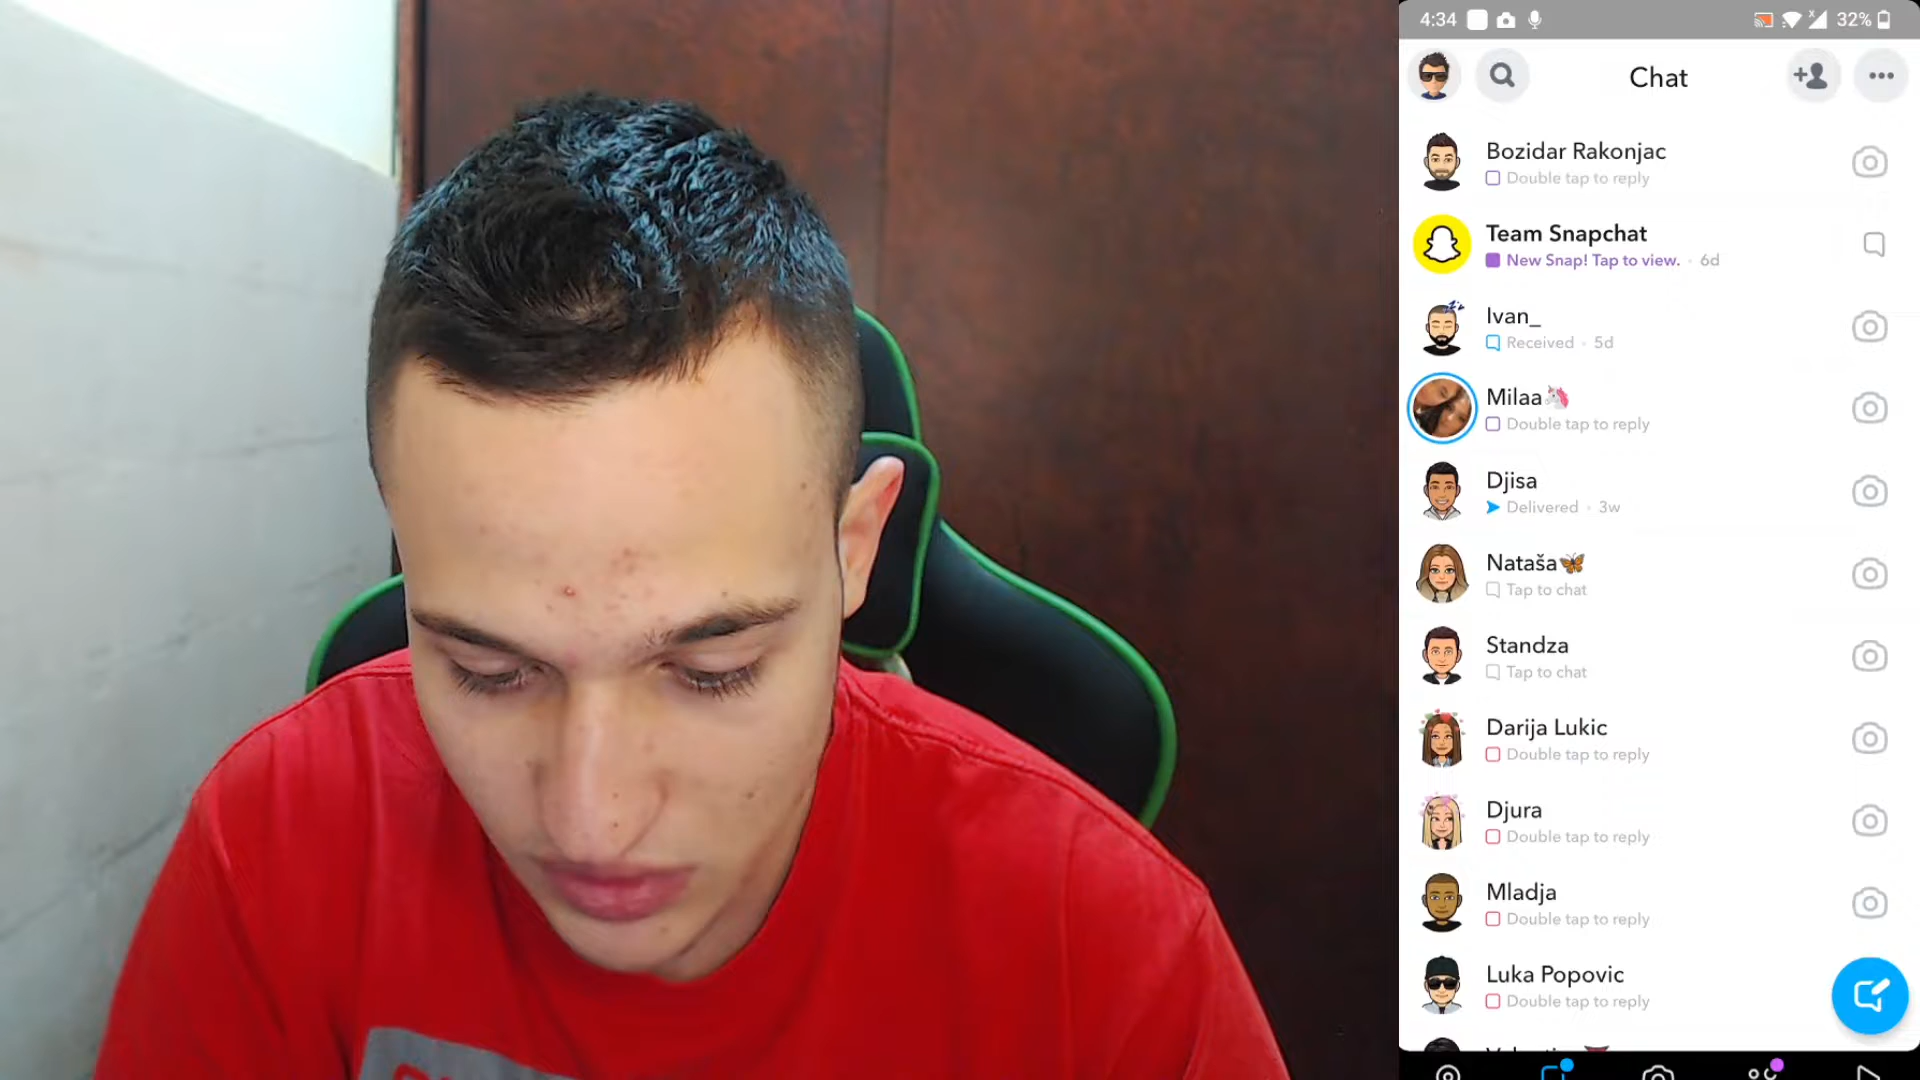 4:34
32%
Chat
Bozidar Rakonjac
Double tap to reply
Team Snapchat
New Snap! Tap to view. · 6d
Ivan_
Received · 5d
Milaa🦄
Double tap to reply
Djisa
Delivered · 3w
Nataša🦋
Tap to chat
Standza
Tap to chat
Darija Lukic
Double tap to reply
Djura
Double tap to reply
Mladja
Double tap to reply
Luka Popovic
Double tap to reply